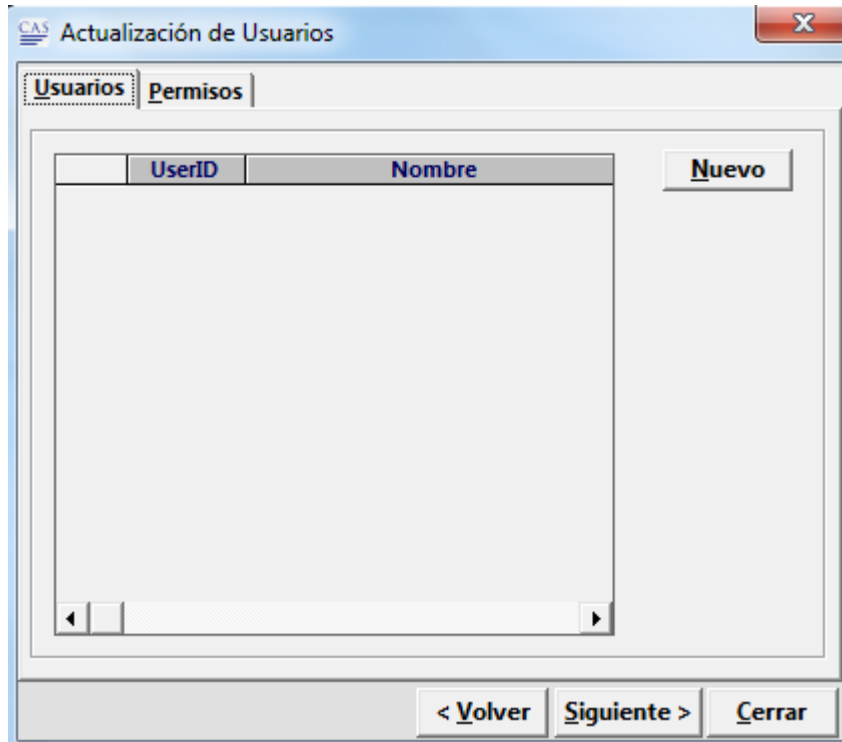 CAS Actualización de Usuarios
Usuarios Permisos
UserID Nombre Nuevo
< Volver Siguiente > Cerrar